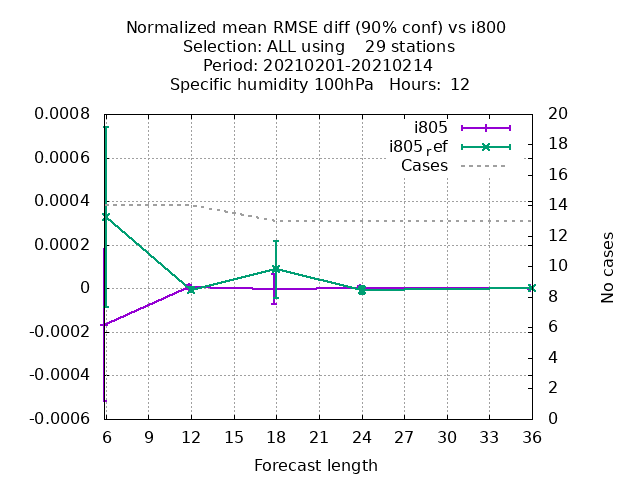 Normalized mean RMSE diff (90% conf) vs i800
Selection: ALL using    29 stations
Period: 20210201-20210214
Specific humidity 100hPa   Hours:  12
0.0008
0.0006
0.0004
0.0002
0
-0.0002
-0.0004
-0.0006
20
18
16
14
12
10
8
6
4
2
0
i805
i805ref
Cases
No cases
6 9 12 15 18 21 24 27 30 33 36
Forecast length